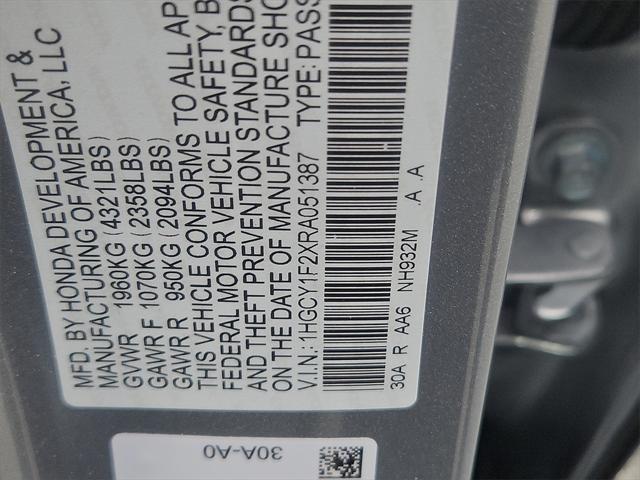 MFD. BY HONDA DEVELOPMENT &
MANUFACTURING OF AMERICA, LLC
GVWR 1960KG (4321LBS)
GAWR F 1070KG (2358LBS)
GAWR R 950KG (2094LBS)
THIS VEHICLE CONFORMS TO ALL AP
FEDERAL MOTOR VEHICLE SAFETY, B
AND THEFT PREVENTION STANDARDS
ON THE DATE OF MANUFACTURE SHO
V.I.N.: 1HGCY1F2XRA051387 TYPE: PASS
30A R AA6 NH932M .A .A
30A-A0